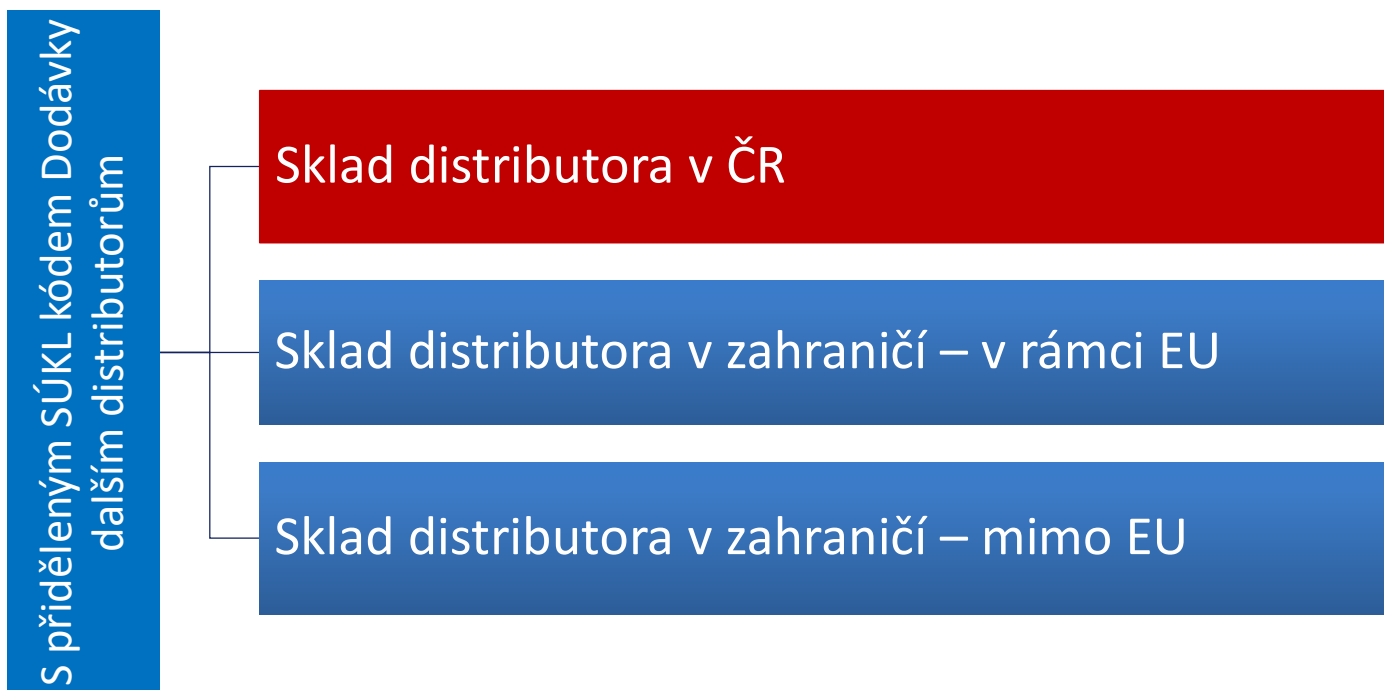 S přiděleným SÚKL kódem Dodávky
dalším distributorům
Sklad distributora v ČR
Sklad distributora v zahraničí – v rámci EU
Sklad distributora v zahraničí – mimo EU